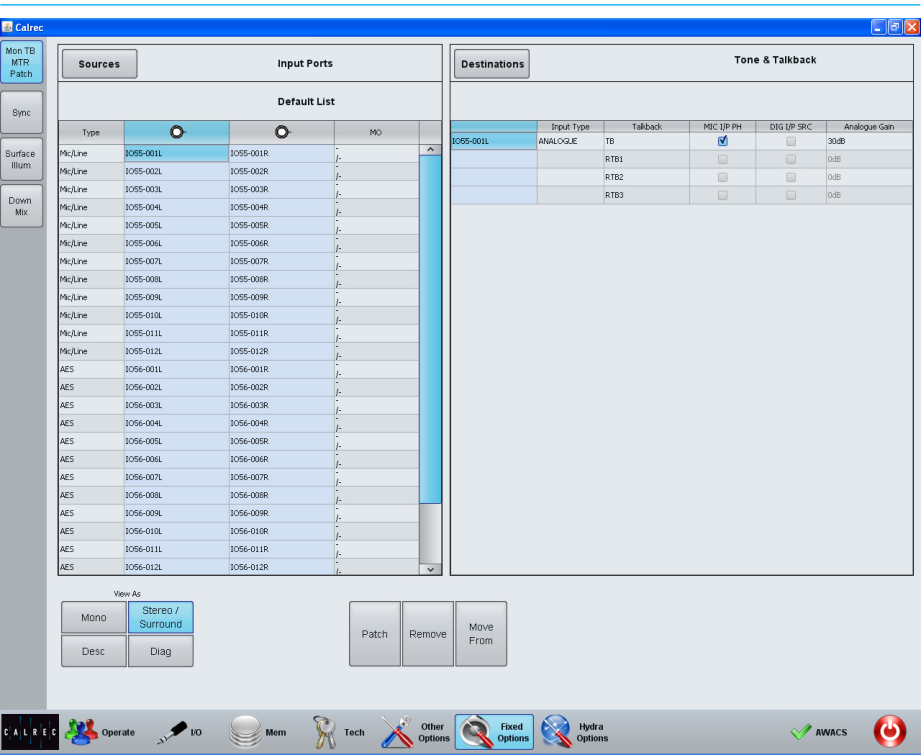 Calrec
Mon TB
MTR
Patch
Sync
Surface
Illum
Down
Mix
Sources
Input Ports
Default List
Type MO
Mic/Line IO55-001L IO55-001R -/-
Mic/Line IO55-002L IO55-002R -/-
Mic/Line IO55-003L IO55-003R -/-
Mic/Line IO55-004L IO55-004R -/-
Mic/Line IO55-005L IO55-005R -/-
Mic/Line IO55-006L IO55-006R -/-
Mic/Line IO55-007L IO55-007R -/-
Mic/Line IO55-008L IO55-008R -/-
Mic/Line IO55-009L IO55-009R -/-
Mic/Line IO55-010L IO55-010R -/-
Mic/Line IO55-011L IO55-011R -/-
Mic/Line IO55-012L IO55-012R -/-
AES IO56-001L IO56-001R -/-
AES IO56-002L IO56-002R -/-
AES IO56-003L IO56-003R -/-
AES IO56-004L IO56-004R -/-
AES IO56-005L IO56-005R -/-
AES IO56-006L IO56-006R -/-
AES IO56-007L IO56-007R -/-
AES IO56-008L IO56-008R -/-
AES IO56-009L IO56-009R -/-
AES IO56-010L IO56-010R -/-
AES IO56-011L IO56-011R -/-
AES IO56-012L IO56-012R -/-
Destinations
Tone & Talkback
Input Type Talkback MIC I/P PH DIG I/P SRC Analogue Gain
IO55-001L ANALOGUE TB 30dB
RTB1 0dB
RTB2 0dB
RTB3 0dB
View As
Mono
Stereo /
Surround
Desc
Diag
Patch
Remove
Move
From
CALREC
Operate
I/O
Mem
Tech
Other
Options
Fixed
Options
Hydra
Options
AWACS